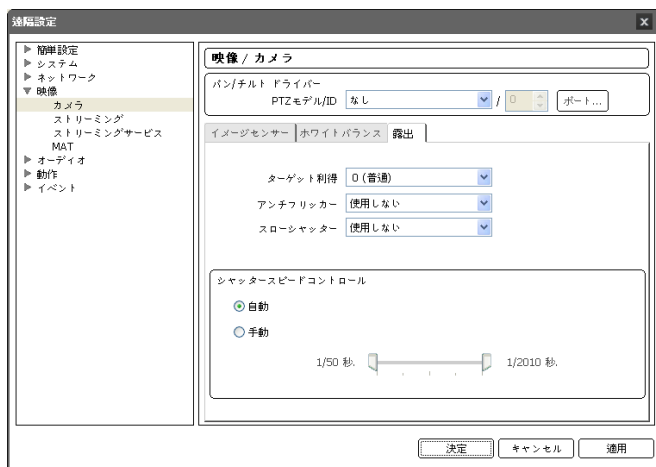 遠隔設定
簡単設定
システム
ネットワーク
映像
カメラ
ストリーミング
ストリーミングサービス
MAT
オーディオ
動作
イベント
映像 / カメラ
パン/チルト ドライバー
PTZモデル/ID なし / 0 ポート...
イメージセンサー ホワイトバランス 露出
ターゲット利得 0 (普通)
アンチフリッカー 使用しない
スローシャッター 使用しない
シャッタースピードコントロール
自動
手動
1/50 秒. 1/2010 秒.
決定 キャンセル 適用